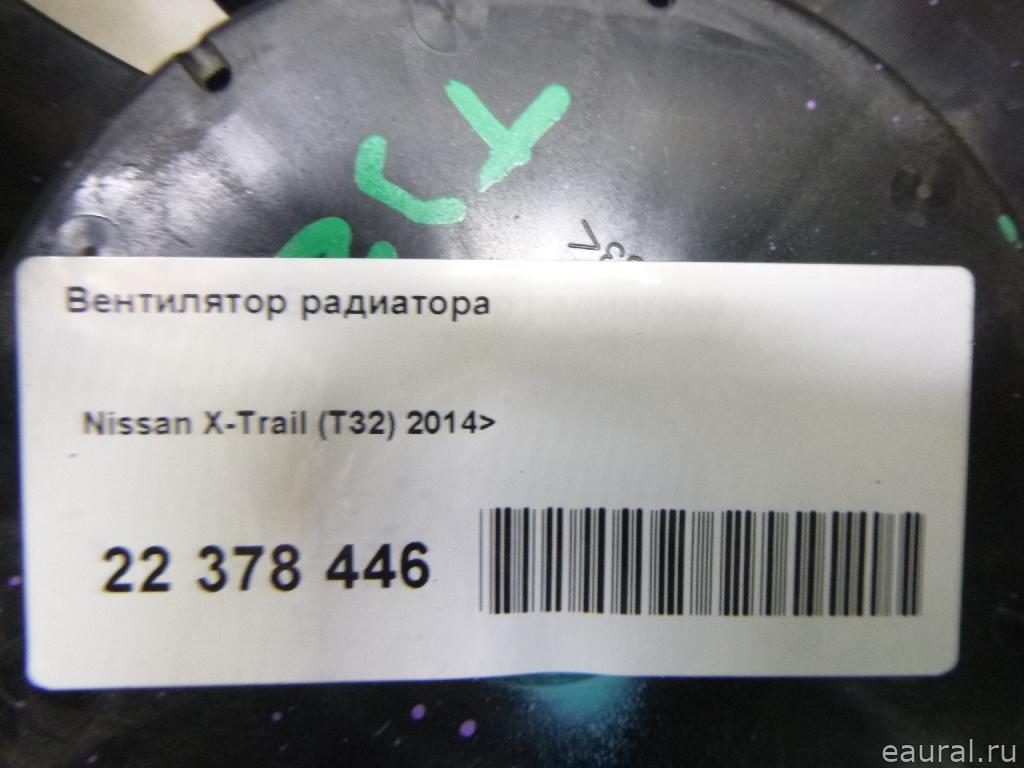 Вентилятор радиатора
Nissan X-Trail (T32) 2014>
22 378 446
eaural.ru